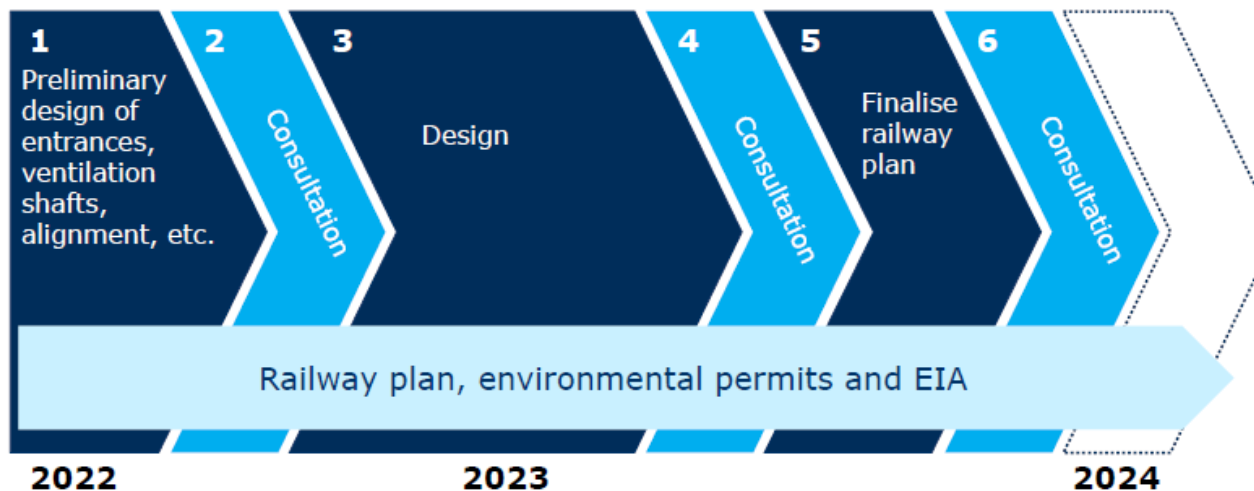 1
Preliminary
design of
entrances,
ventilation
shafts,
alignment, etc.
2
Consultation
3
Design
4
Consultation
5
Finalise
railway
plan
6
Consultation
Railway plan, environmental permits and EIA
2022
2023
2024